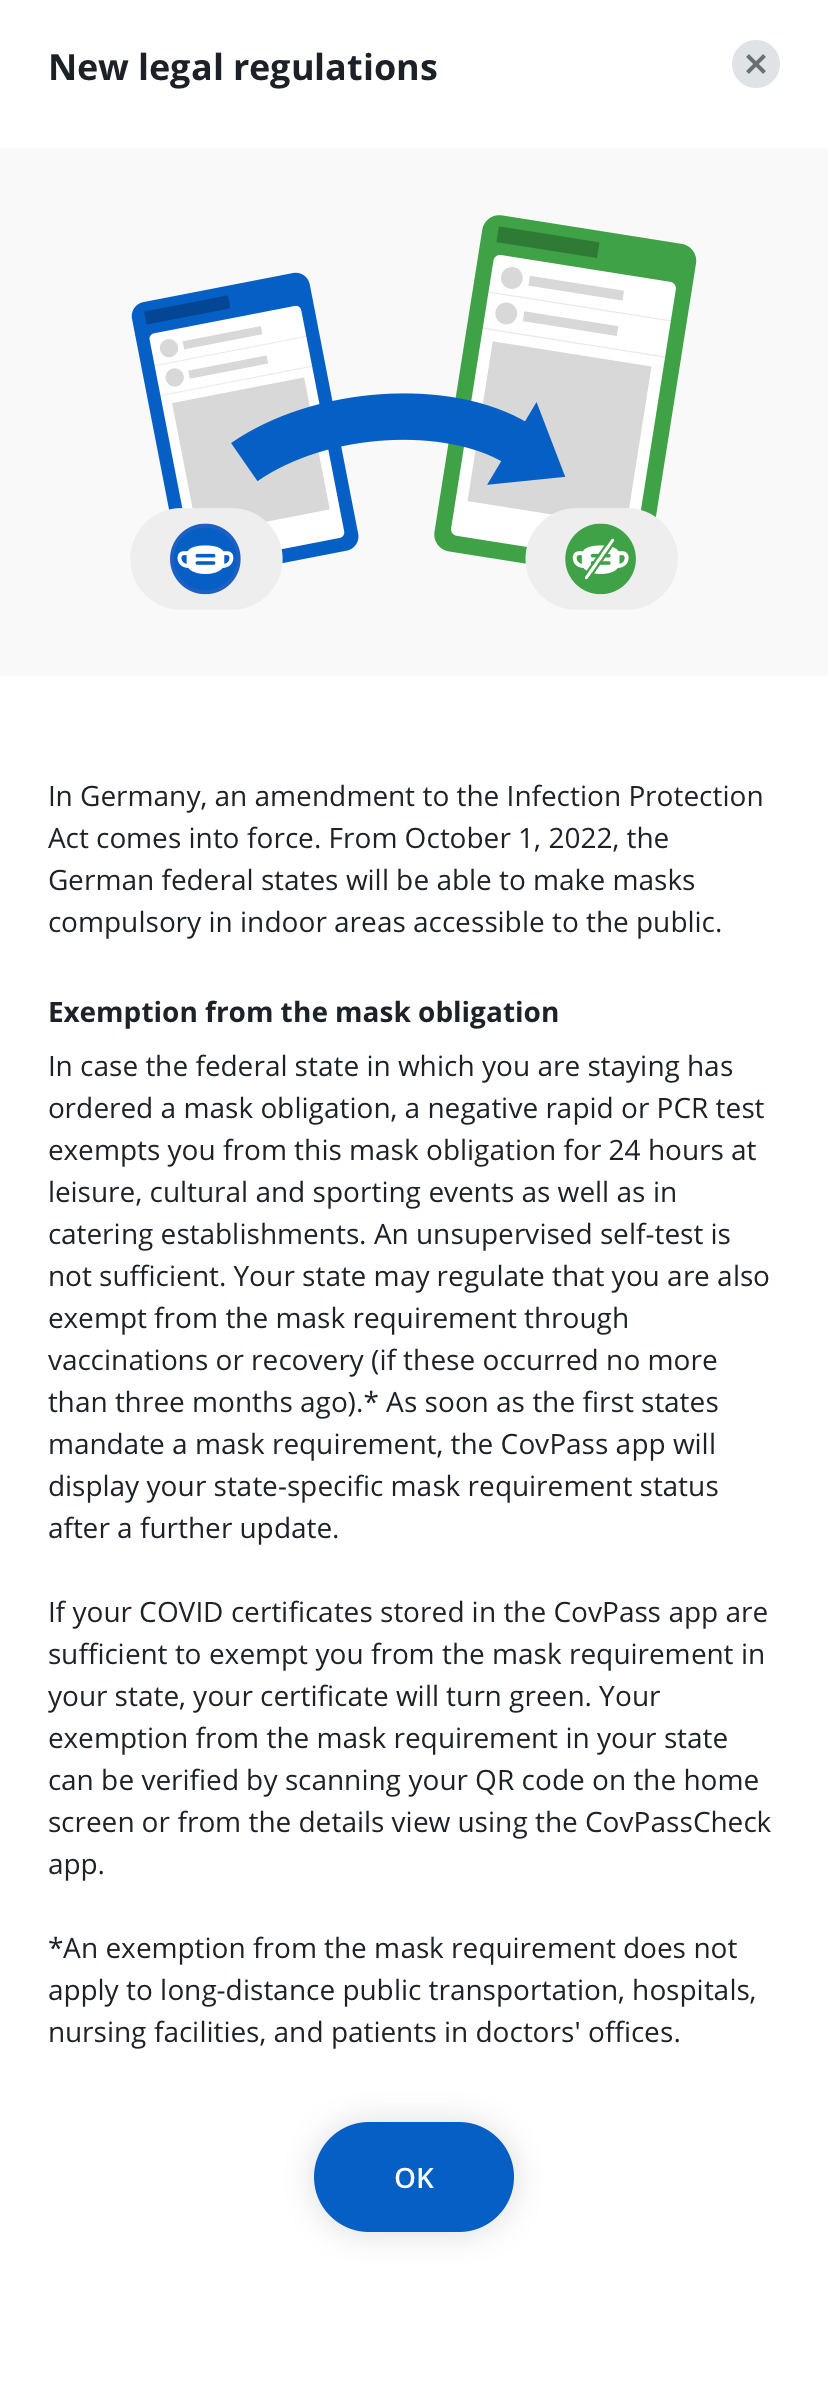 New legal regulations
In Germany, an amendment to the Infection Protection
Act comes into force. From October 1, 2022, the
German federal states will be able to make masks
compulsory in indoor areas accessible to the public.
Exemption from the mask obligation
In case the federal state in which you are staying has
ordered a mask obligation, a negative rapid or PCR test
exempts you from this mask obligation for 24 hours at
leisure, cultural and sporting events as well as in
catering establishments. An unsupervised self-test is
not sufficient. Your state may regulate that you are also
exempt from the mask requirement through
vaccinations or recovery (if these occurred no more
than three months ago).* As soon as the first states
mandate a mask requirement, the CovPass app will
display your state-specific mask requirement status
after a further update.
If your COVID certificates stored in the CovPass app are
sufficient to exempt you from the mask requirement in
your state, your certificate will turn green. Your
exemption from the mask requirement in your state
can be verified by scanning your QR code on the home
screen or from the details view using the CovPassCheck
app.
*An exemption from the mask requirement does not
apply to long-distance public transportation, hospitals,
nursing facilities, and patients in doctors' offices.
OK